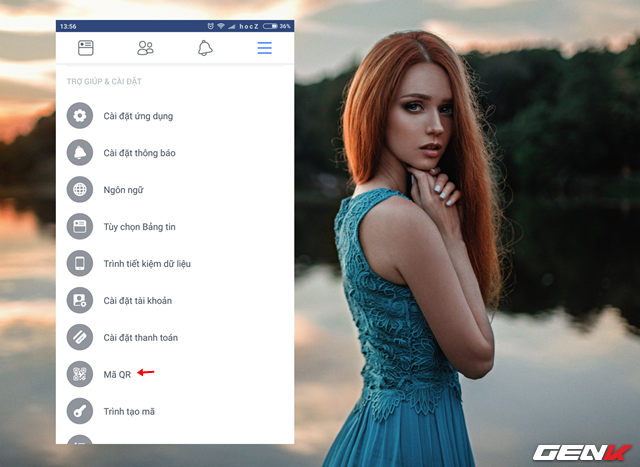 13:56
h o c Z
36%
TRỢ GIÚP & CÀI ĐẶT
Cài đặt ứng dụng
Cài đặt thông báo
Ngôn ngữ
Tùy chọn Bảng tin
Trình tiết kiệm dữ liệu
Cài đặt tài khoản
Cài đặt thanh toán
Mã QR
Trình tạo mã
GENK